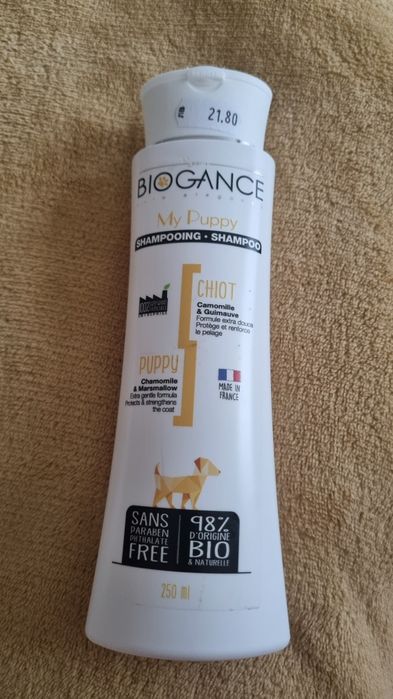 21.80
BIOGANCE
My Puppy
SHAMPOOING • SHAMPOO
CHIOT
Camomille
& Guimauve
Formule extra douce
Protège et renforce
le pelage
PUPPY
Chamomile
& Marsmallow
Extra gentle formula
Protects & strengthens
the coat
MADE IN
FRANCE
SANS
PARABEN
PHTHALATE
FREE
98%
D'ORIGINE
BIO
& NATURELLE
250 ml